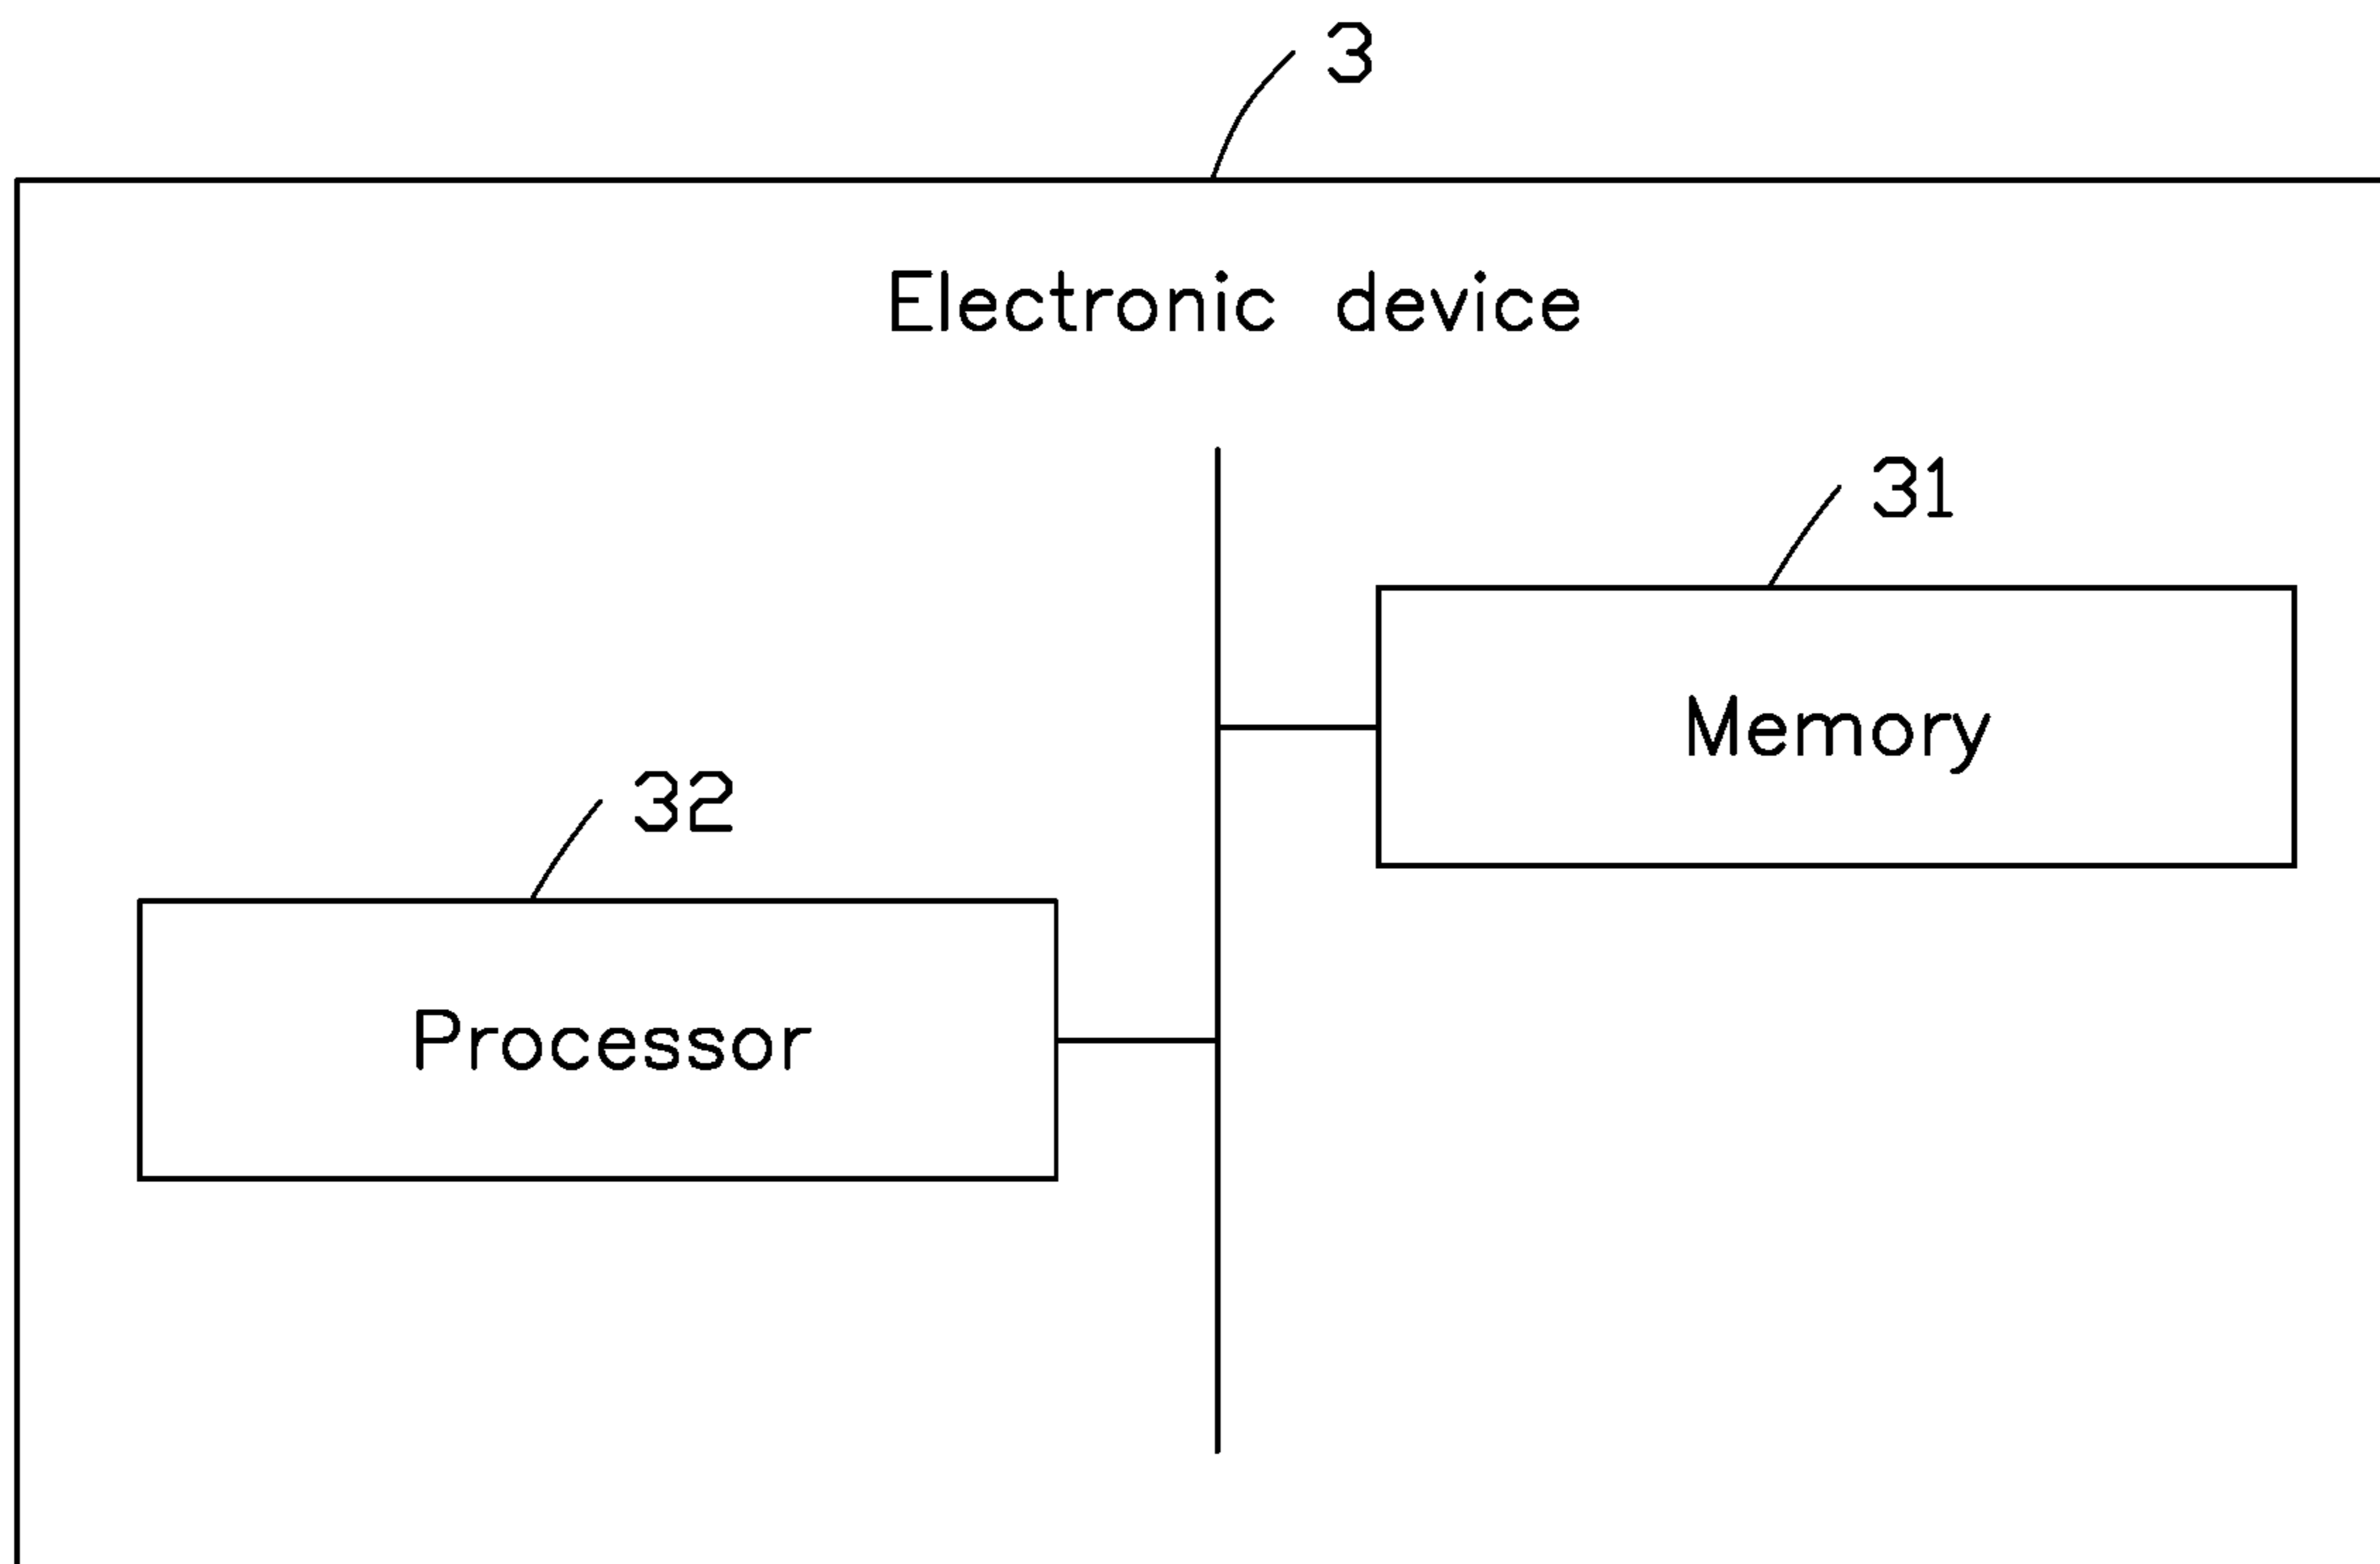 3
Electronic device
31
Memory
32
Processor